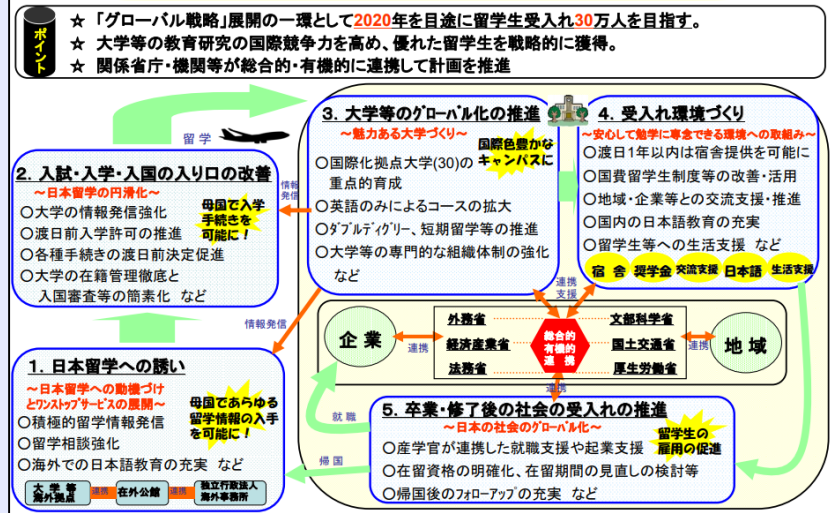 ポイント
☆ 「グローバル戦略」展開の一環として2020年を目途に留学生受入れ30万人を目指す。
☆ 大学等の教育研究の国際競争力を高め、優れた留学生を戦略的に獲得。
☆ 関係省庁・機関等が総合的・有機的に連携して計画を推進
留 学
2. 入試・入学・入国の入り口の改善
~日本留学の円滑化~
○大学の情報発信強化
○渡日前入学許可の推進
○各種手続きの渡日前決定促進
○大学の在籍管理徹底と
入国審査等の簡素化 など
母国で入学
手続きを
可能に!
情報
発信
3. 大学等のグローバル化の推進
~魅力ある大学づくり~
○国際化拠点大学(30)の
重点的育成
○英語のみによるコースの拡大
○ダブルディグリー、短期留学等の推進
○大学等の専門的な組織体制の強化
など
国際色豊かな
キャンパスに
4. 受入れ環境づくり
~安心して勉学に専念できる環境への取組み~
○渡日1年以内は宿舎提供を可能に
○国費留学生制度等の改善・活用
○地域・企業等との交流支援・推進
○国内の日本語教育の充実
○留学生等への生活支援 など
宿 舎 奨学金 交流支援 日本語 生活支援
連携
支援
情報発信
企 業
連携
外務省
経済産業省
法務省
総合的
有機的
連 携
文部科学省
国土交通省
厚生労働省
連携
地 域
連携
1. 日本留学への誘い
~日本留学への動機づけ
とワンストップサービスの展開~
○積極的留学情報発信
○留学相談強化
○海外での日本語教育の充実 など
母国であらゆる
留学情報の入手
を可能に!
大 学 等
海外拠点
連携
在外公館
連携
独立行政法人
海外事務所
就 職
帰 国
5. 卒業・修了後の社会の受入れの推進
~日本の社会のグローバル化~
○産学官が連携した就職支援や起業支援
○在留資格の明確化、在留期間の見直しの検討等
○帰国後のフォローアップの充実 など
留学生の
雇用の促進